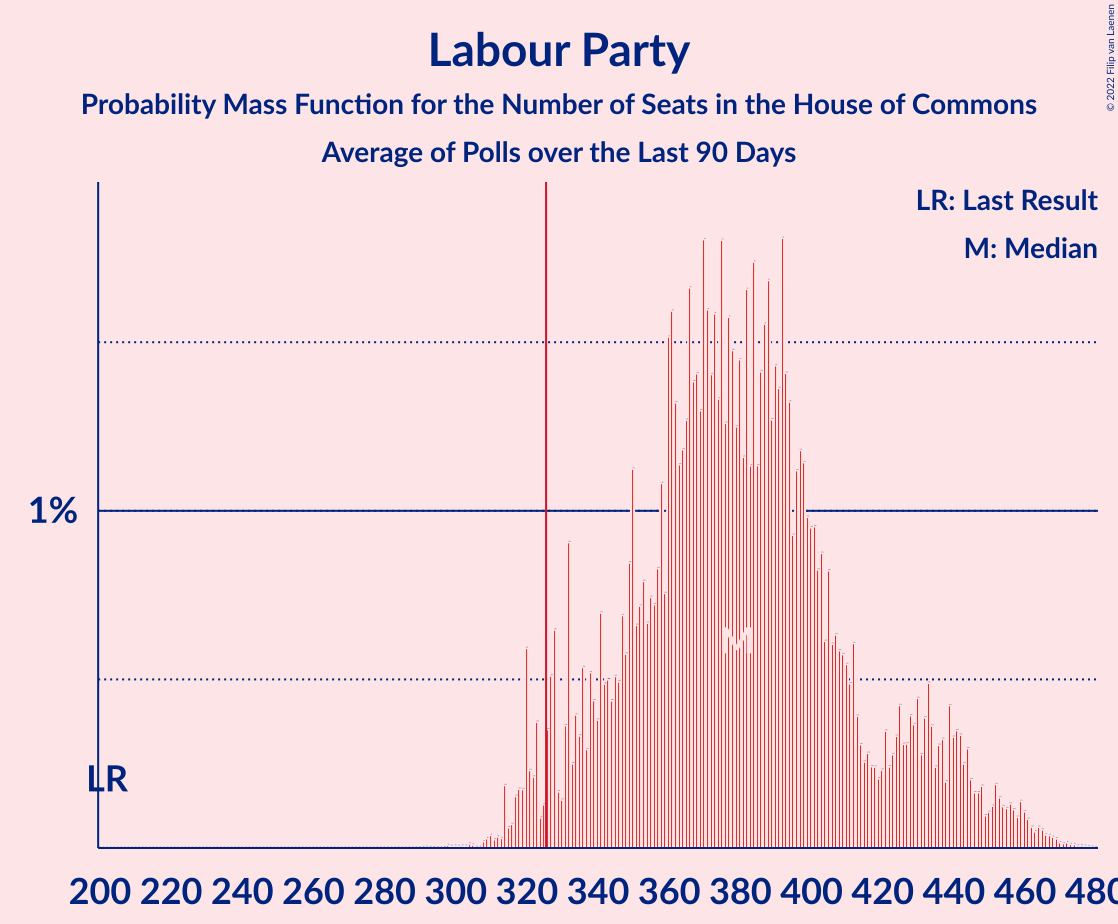 Labour Party
Probability Mass Function for the Number of Seats in the House of Commons
Average of Polls over the Last 90 Days
© 2022 Filip van Laenen
LR: Last Result
M: Median
1%
M
LR
200 220 240 260 280 300 320 340 360 380 400 420 440 460 480